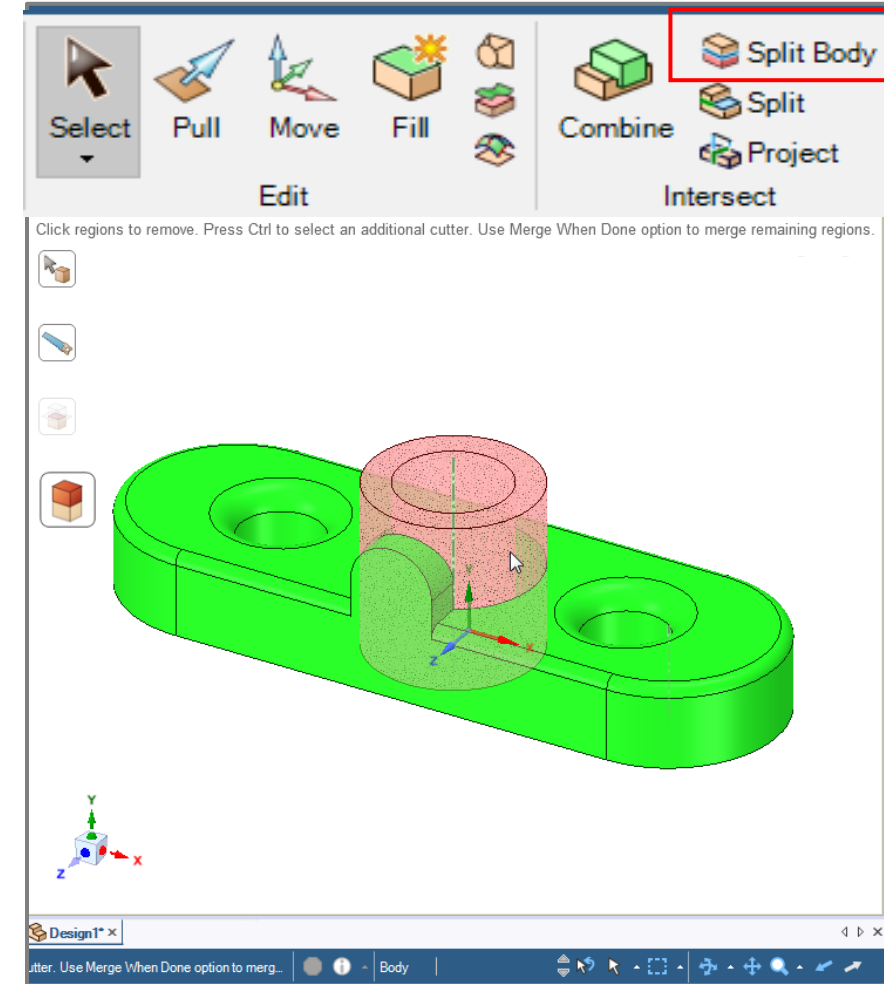 Split Body
Select
Pull
Move
Fill
Combine
Split
Project
Edit
Intersect
Click regions to remove. Press Ctrl to select an additional cutter. Use Merge When Done option to merge remaining regions.
Y
X
Z
Y
X
Z
Design1* ×
utter. Use Merge When Done option to merg...
Body